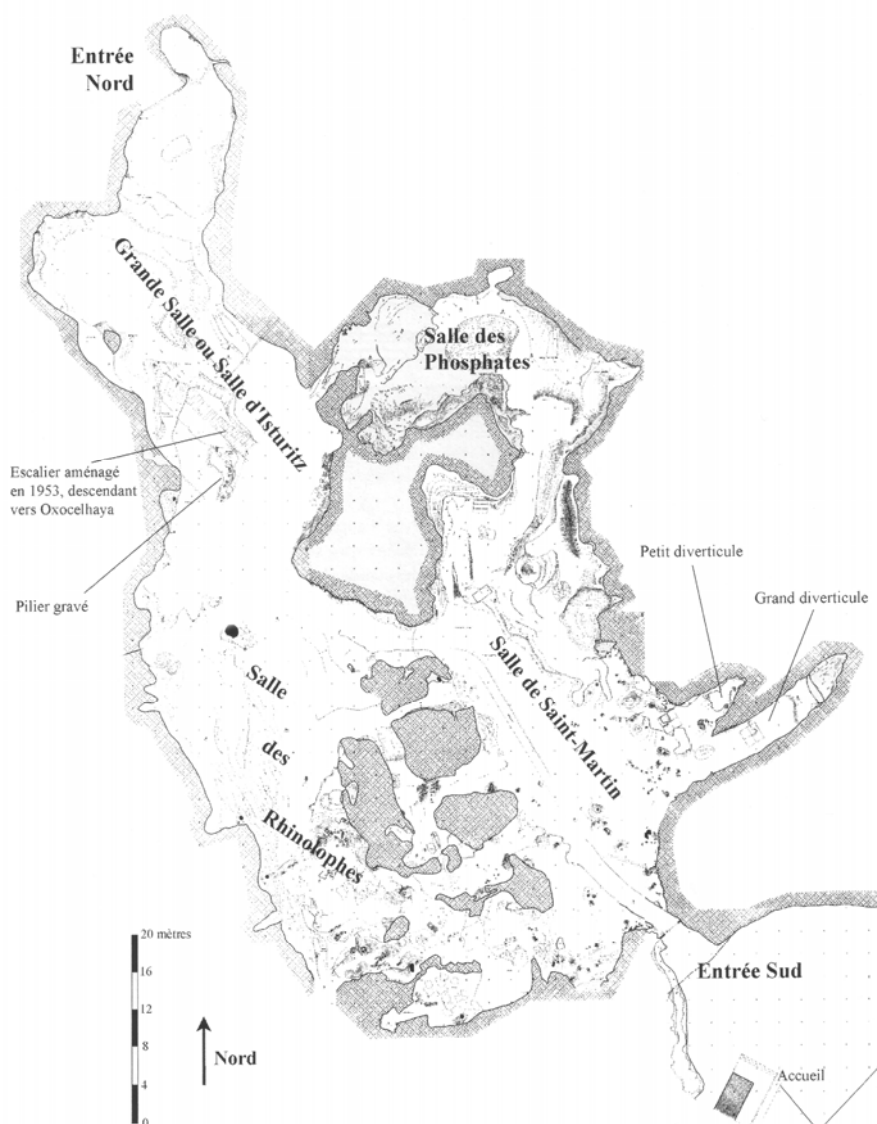 Entrée
Nord
Grande Salle ou Salle d'Isturitz
Salle des
Phosphates
Escalier aménagé
en 1953, descendant
vers Oxocelhaya
Pilier gravé
Petit diverticule
Grand diverticule
Salle de Saint-Martin
Salle
des
Rhinolophes
20 mètres
16
12
8
4
0
Nord
Entrée Sud
Accueil